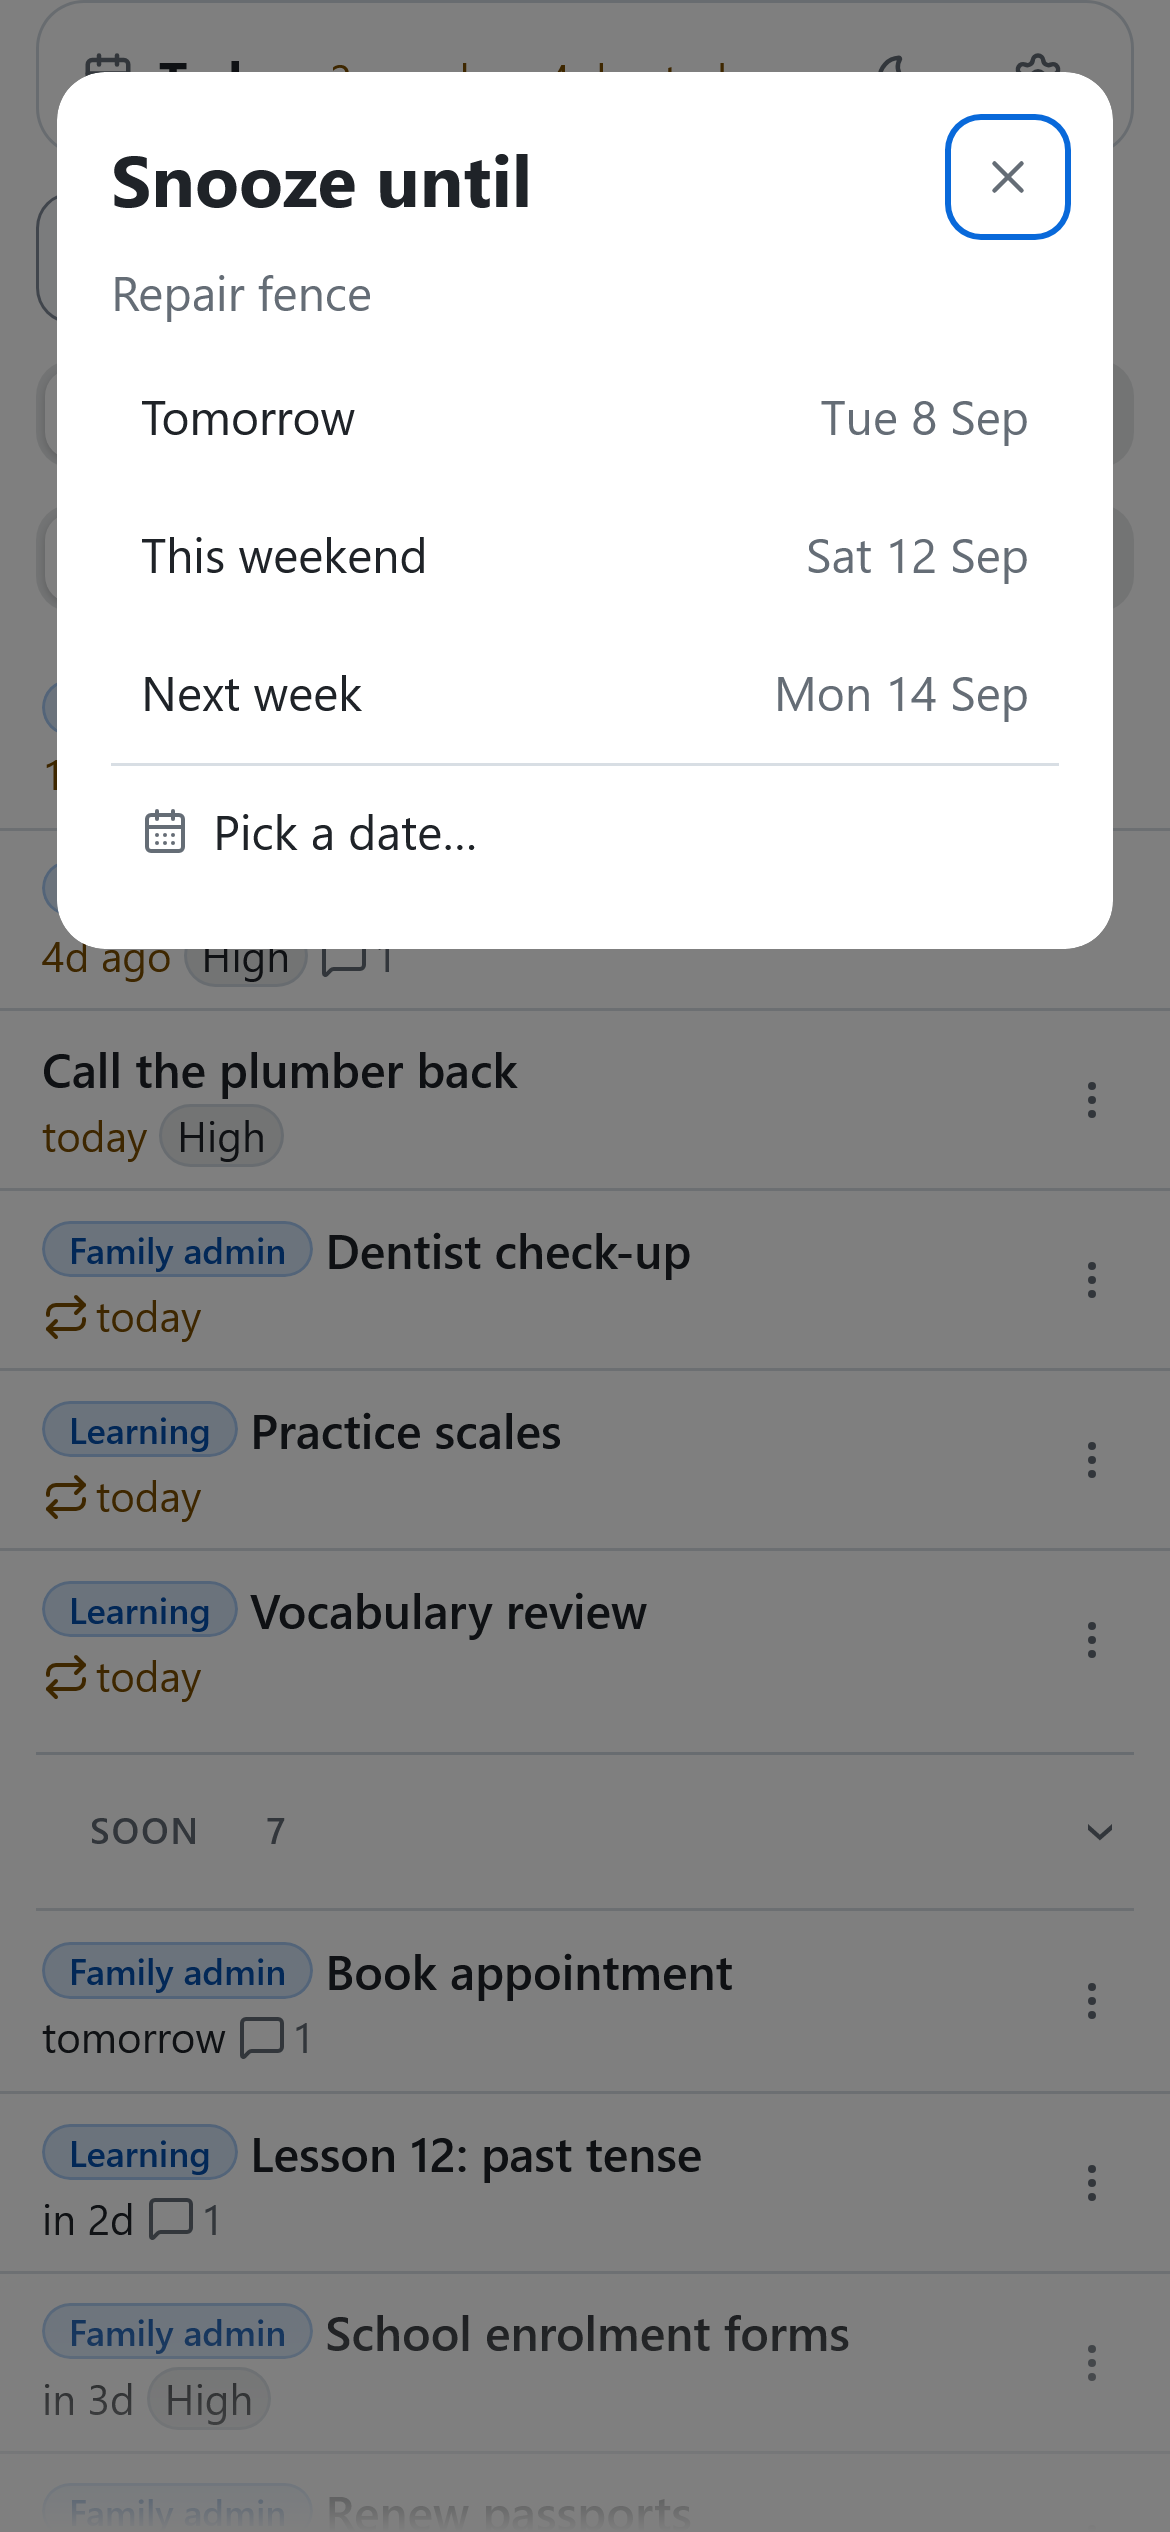 Snooze until
Repair fence
Tomorrow Tue 8 Sep
This weekend Sat 12 Sep
Next week Mon 14 Sep
Pick a date...
4d ago High 1
Call the plumber back
today High
Family admin Dentist check-up
today
Learning Practice scales
today
Learning Vocabulary review
today
SOON 7
Family admin Book appointment
tomorrow 1
Learning Lesson 12: past tense
in 2d 1
Family admin School enrolment forms
in 3d High
Family admin Renew passports